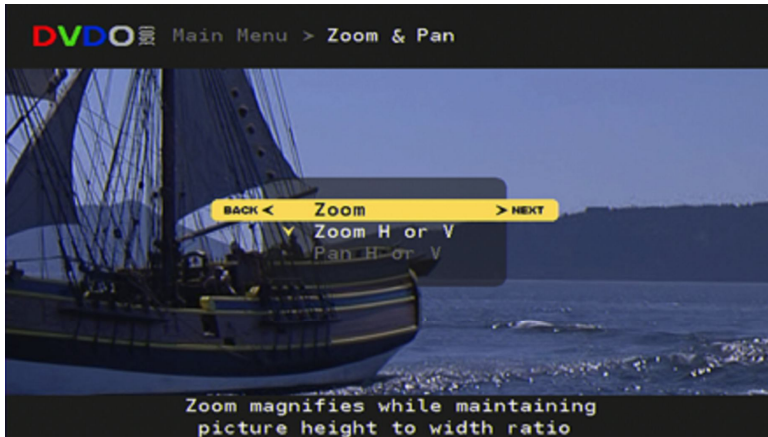 DVDO Main Menu > Zoom & Pan
BACK < Zoom > NEXT
Zoom H or V
Pan H or V
Zoom magnifies while maintaining
picture height to width ratio